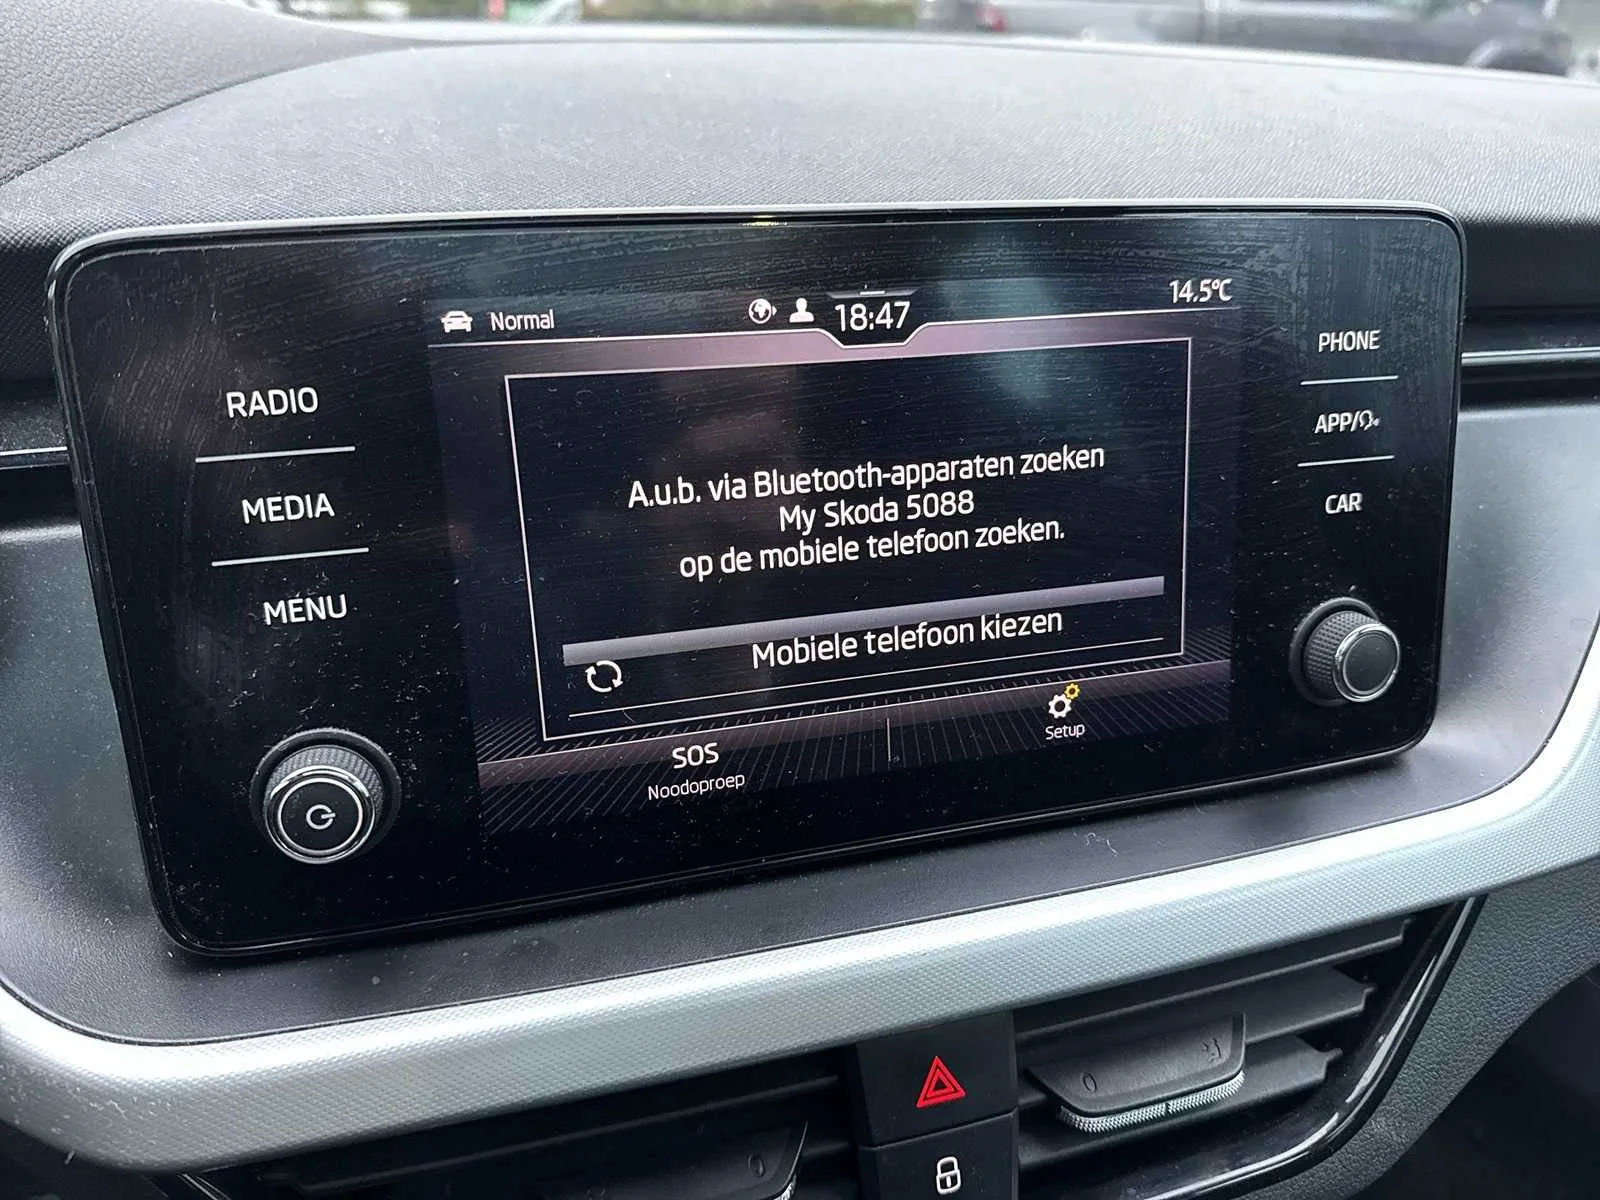 Normal
18:47
14.5°C
RADIO
MEDIA
MENU
A.u.b. via Bluetooth-apparaten zoeken
My Skoda 5088
op de mobiele telefoon zoeken.
Mobiele telefoon kiezen
SOS
Noodoproep
Setup
PHONE
APP/
CAR